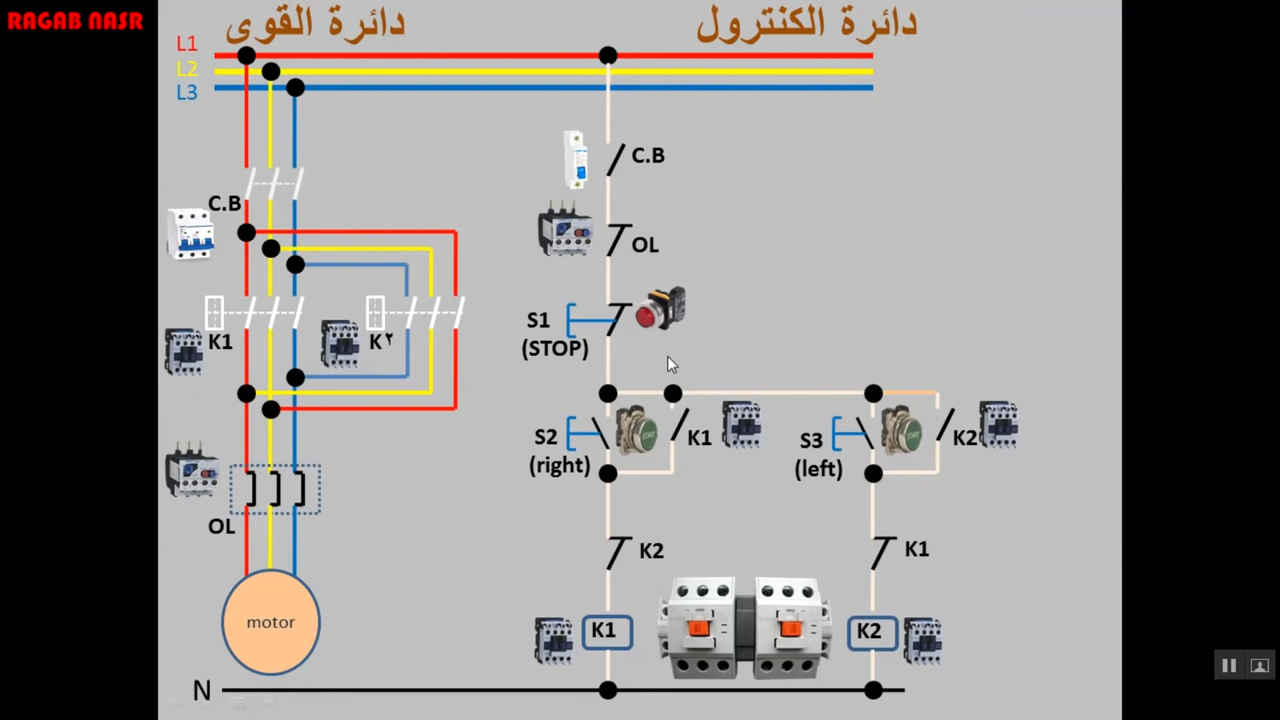 RAGAB NASR
دائرة القوى
دائرة الكنترول
L1
L2
L3
C.B
C.B
OL
S1
(STOP)
K1
K٢
S2
(right)
K1
S3
(left)
K2
OL
K2
K1
motor
K1
K2
N